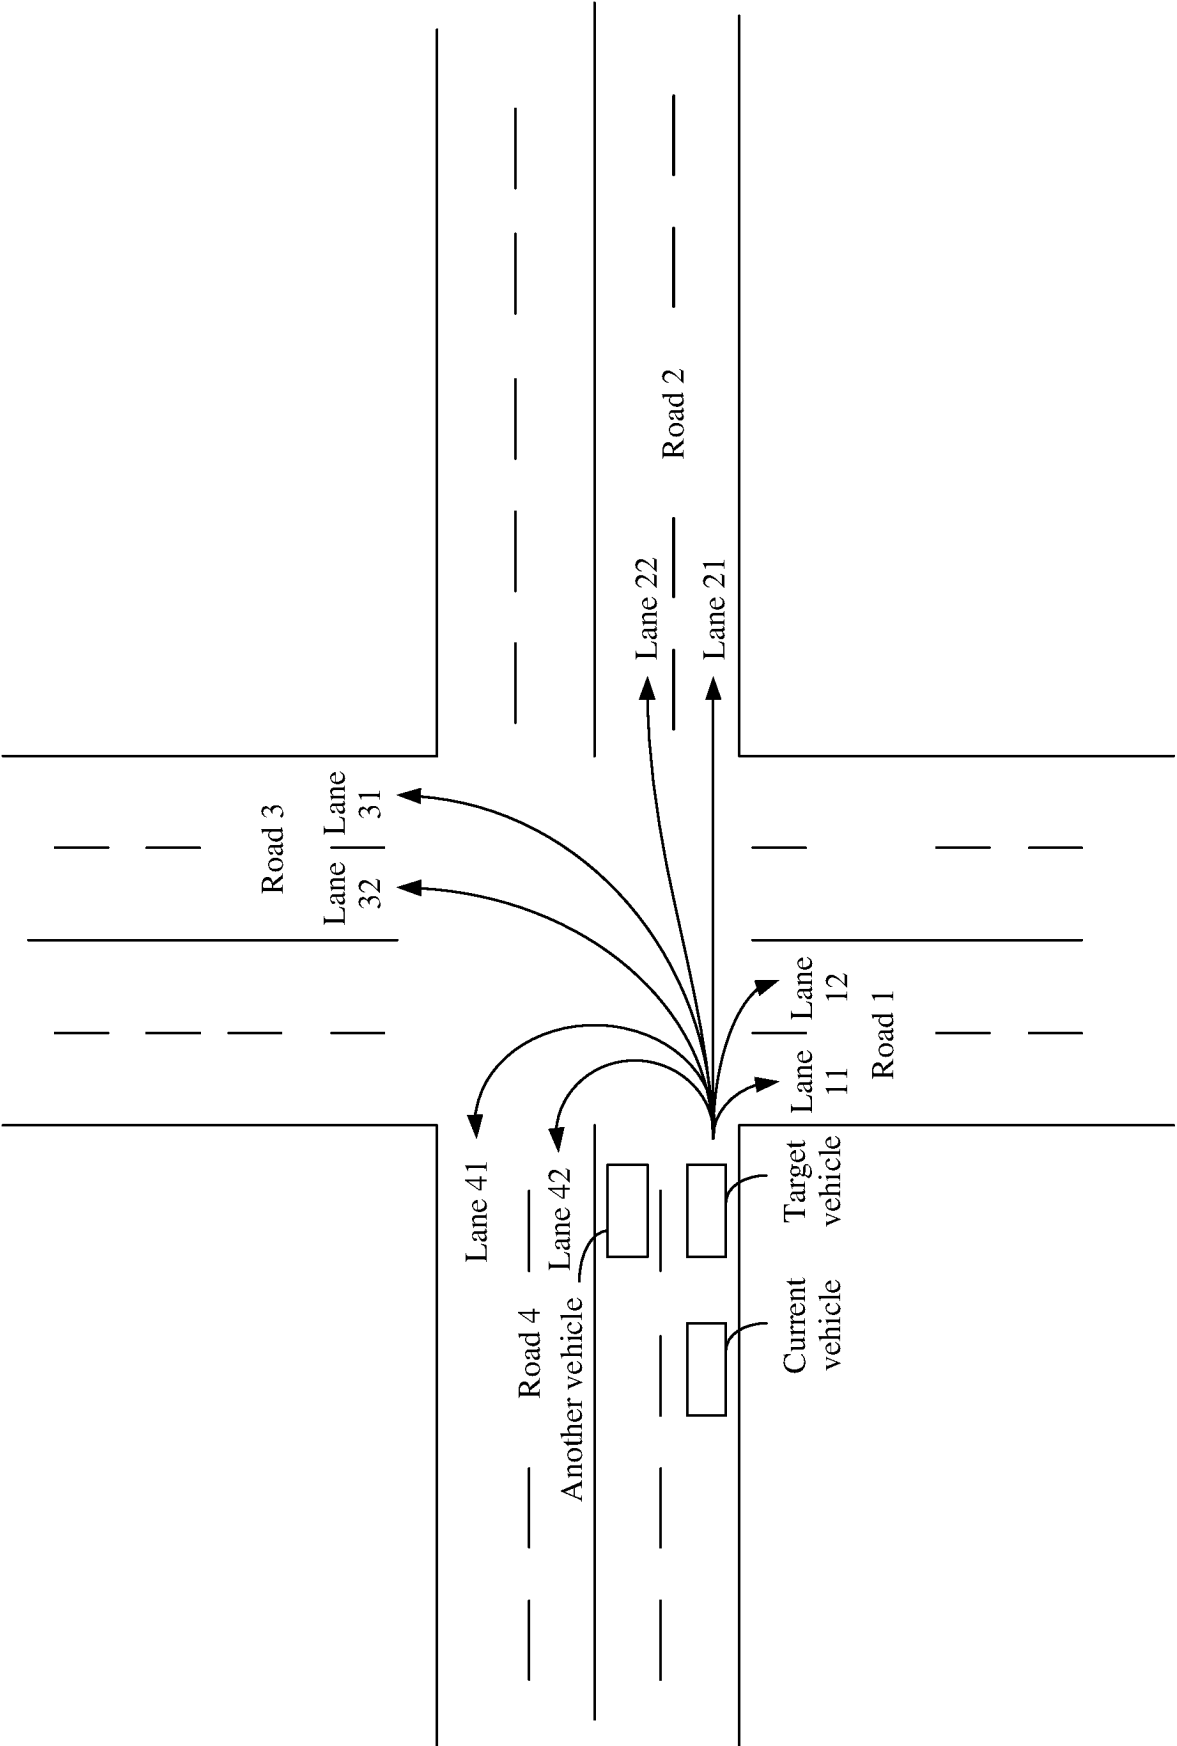 Road 2
Lane 22
Lane 21
Road 3
Lane
31
Lane
32
Lane
12
Lane
11
Road 1
Lane 41
Lane 42
Road 4
Another vehicle
Target
vehicle
Current
vehicle